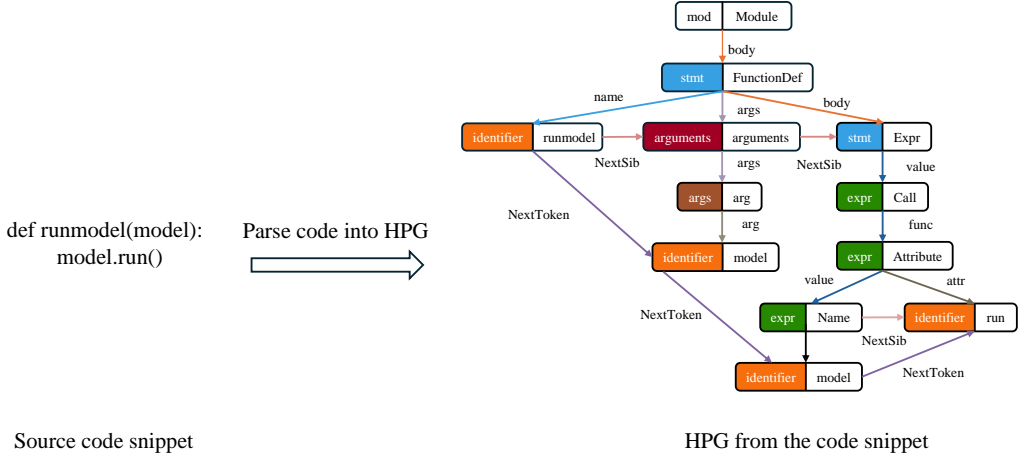 mod Module
body
stmt FunctionDef
name
args
body
identifier runmodel
arguments arguments
stmt Expr
NextSib
args
NextSib
value
args arg
expr Call
NextToken
arg
func
def runmodel(model):
model.run()
Parse code into HPG
identifier model
expr Attribute
value
attr
NextToken
expr Name
identifier run
NextSib
identifier model
NextToken
Source code snippet
HPG from the code snippet